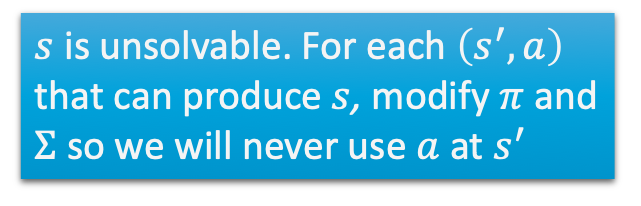 s is unsolvable. For each (s′, a)
that can produce s, modify π and
Σ so we will never use a at s′